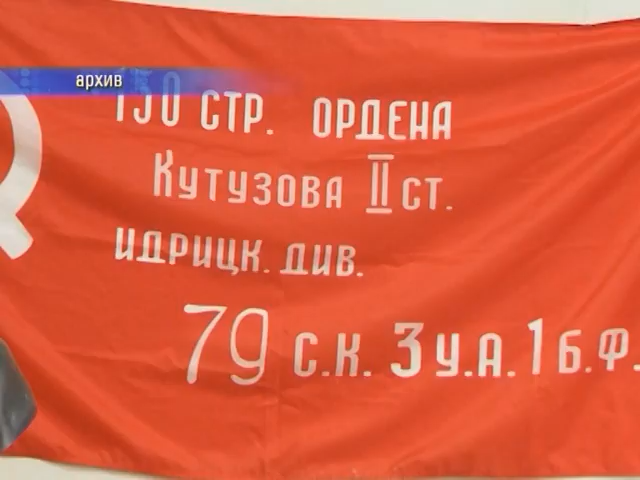 архив
150 СТР. ОРДЕНА
КУТУЗОВА II СТ.
ИДРИЦК. ДИВ.
79 С.К. 3 У.А. 1 Б.Ф.